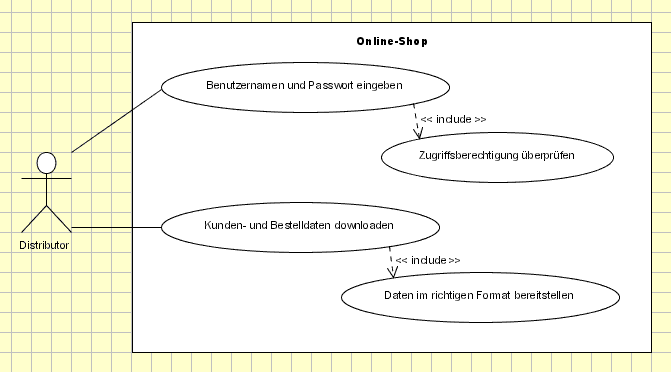 Online-Shop
Benutzernamen und Passwort eingeben
<< include >>
Zugriffsberechtigung überprüfen
Kunden- und Bestelldaten downloaden
Distributor
<< include >>
Daten im richtigen Format bereitstellen